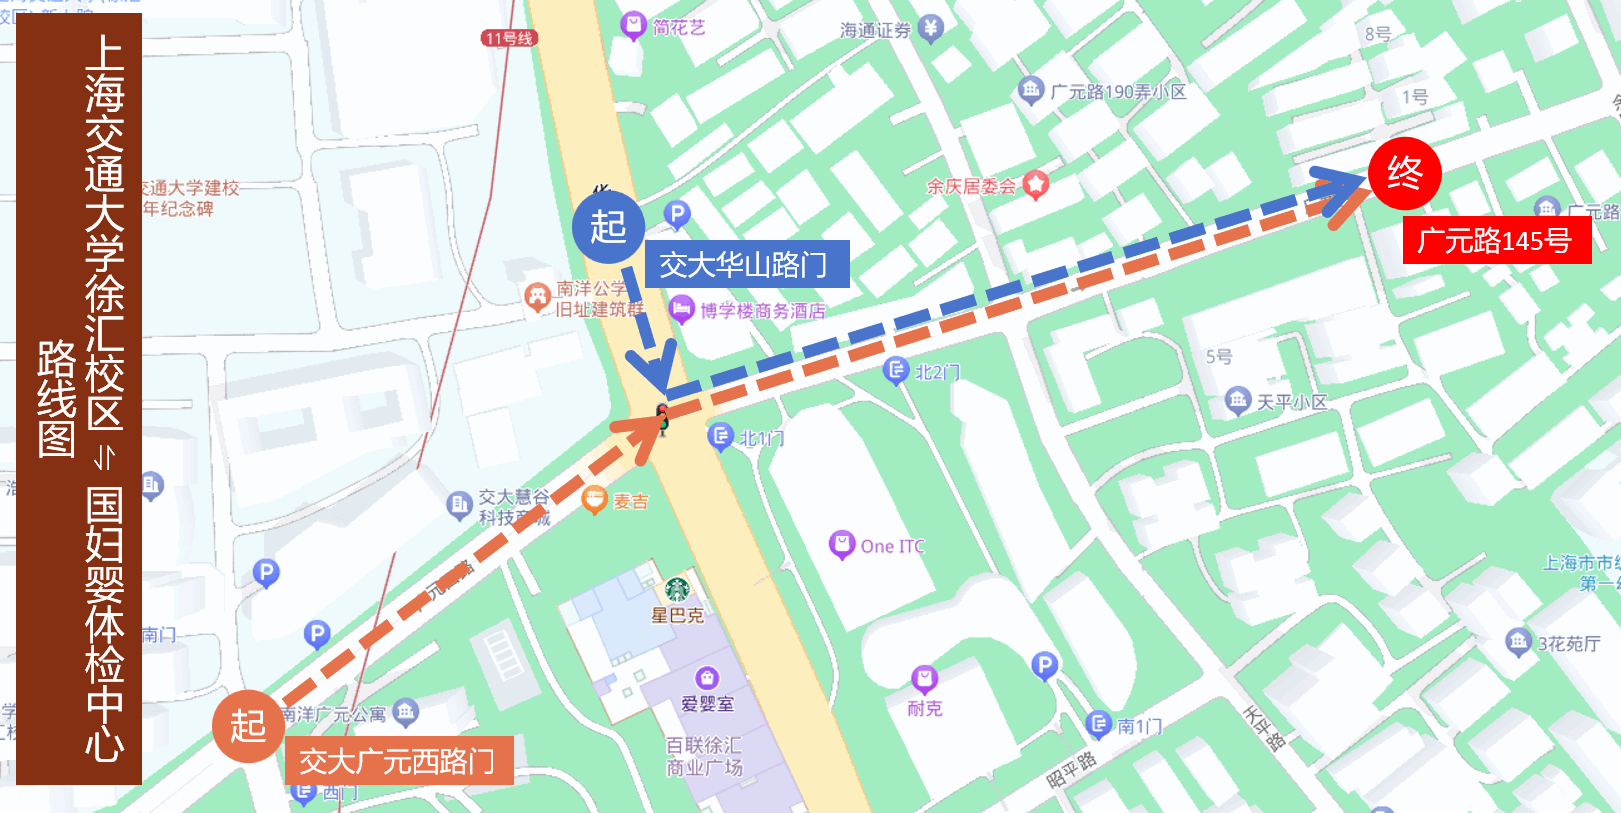 上海交通大学徐汇校区 ⇌ 国妇婴体检中心
路线图
11号线
简花艺
海通证券
8号
广元路190弄小区
1号
终
交通大学建校
年纪念碑
余庆居委会
广元路
广元路145号
起
交大华山路门
南洋公学
旧址建筑群
博学楼商务酒店
北2门
5号
天平小区
北1门
交大慧谷
科技商城
麦吉
One ITC
星巴克
上海市市级
3花苑厅
南门
爱婴室
耐克
南1门
百联徐汇
商业广场
昭平路
天平路
起
南洋广元公寓
交大广元西路门
西门